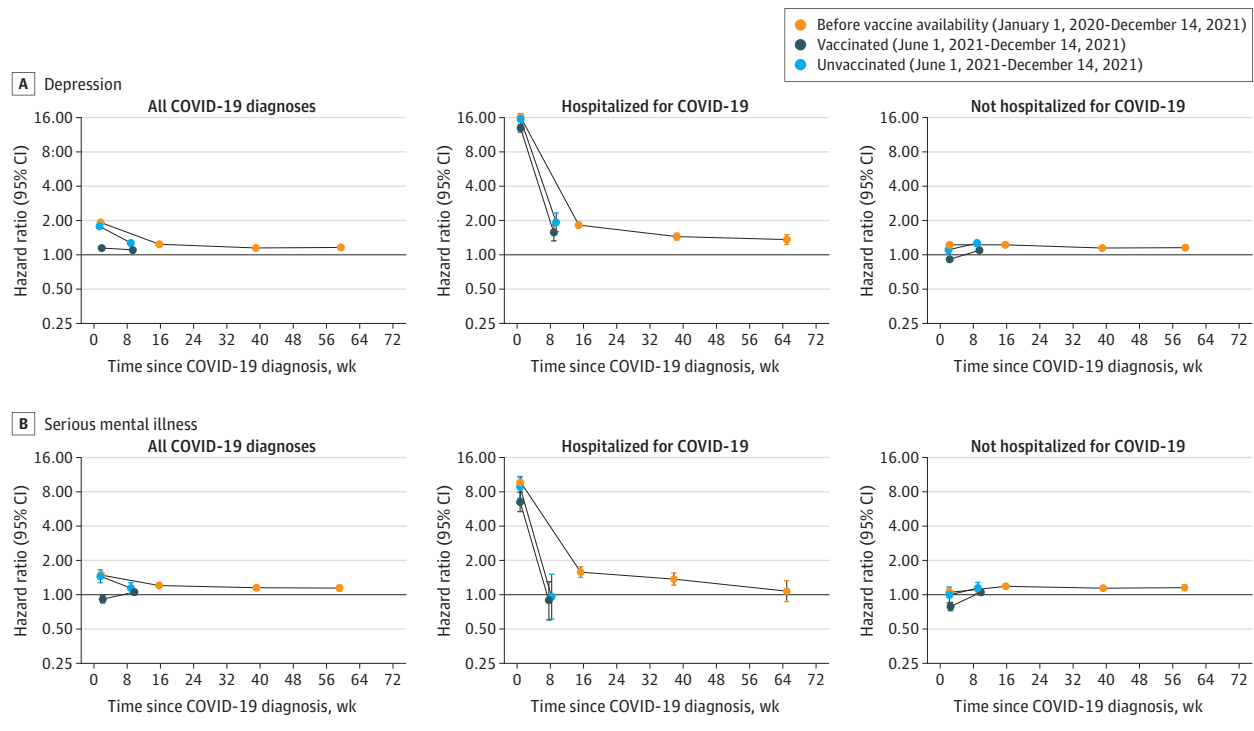 Before vaccine availability (January 1, 2020-December 14, 2021)
Vaccinated (June 1, 2021-December 14, 2021)
Unvaccinated (June 1, 2021-December 14, 2021)
A Depression
All COVID-19 diagnoses
16.00
8.00
4.00
2.00
1.00
0.50
0.25
Hazard ratio (95% CI)
0 8 16 24 32 40 48 56 64 72
Time since COVID-19 diagnosis, wk
Hospitalized for COVID-19
16.00
8.00
4.00
2.00
1.00
0.50
0.25
Hazard ratio (95% CI)
0 8 16 24 32 40 48 56 64 72
Time since COVID-19 diagnosis, wk
Not hospitalized for COVID-19
16.00
8.00
4.00
2.00
1.00
0.50
0.25
Hazard ratio (95% CI)
0 8 16 24 32 40 48 56 64 72
Time since COVID-19 diagnosis, wk
B Serious mental illness
All COVID-19 diagnoses
16.00
8.00
4.00
2.00
1.00
0.50
0.25
Hazard ratio (95% CI)
0 8 16 24 32 40 48 56 64 72
Time since COVID-19 diagnosis, wk
Hospitalized for COVID-19
16.00
8.00
4.00
2.00
1.00
0.50
0.25
Hazard ratio (95% CI)
0 8 16 24 32 40 48 56 64 72
Time since COVID-19 diagnosis, wk
Not hospitalized for COVID-19
16.00
8.00
4.00
2.00
1.00
0.50
0.25
Hazard ratio (95% CI)
0 8 16 24 32 40 48 56 64 72
Time since COVID-19 diagnosis, wk